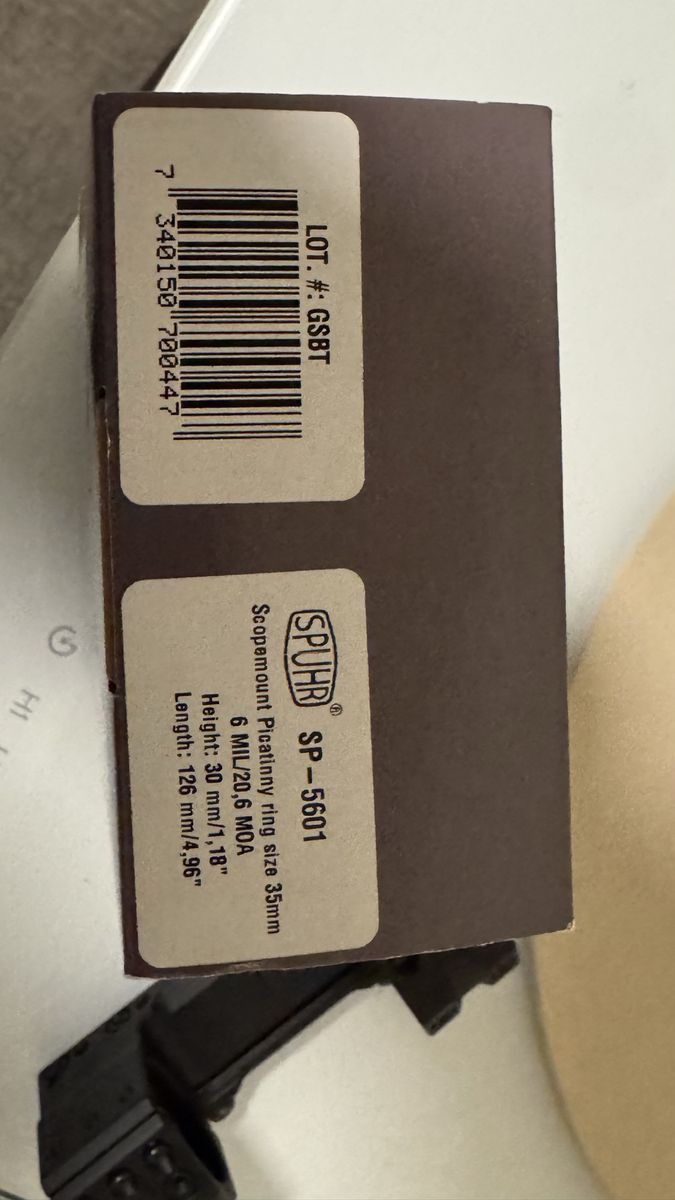 LOT. #: GSBT
7 340150 700447
SPUHR® SP-5601
Scopemount Picatinny ring size 35mm
6 MIL/20,6 MOA
Height: 30 mm/1,18"
Length: 126 mm/4,96"